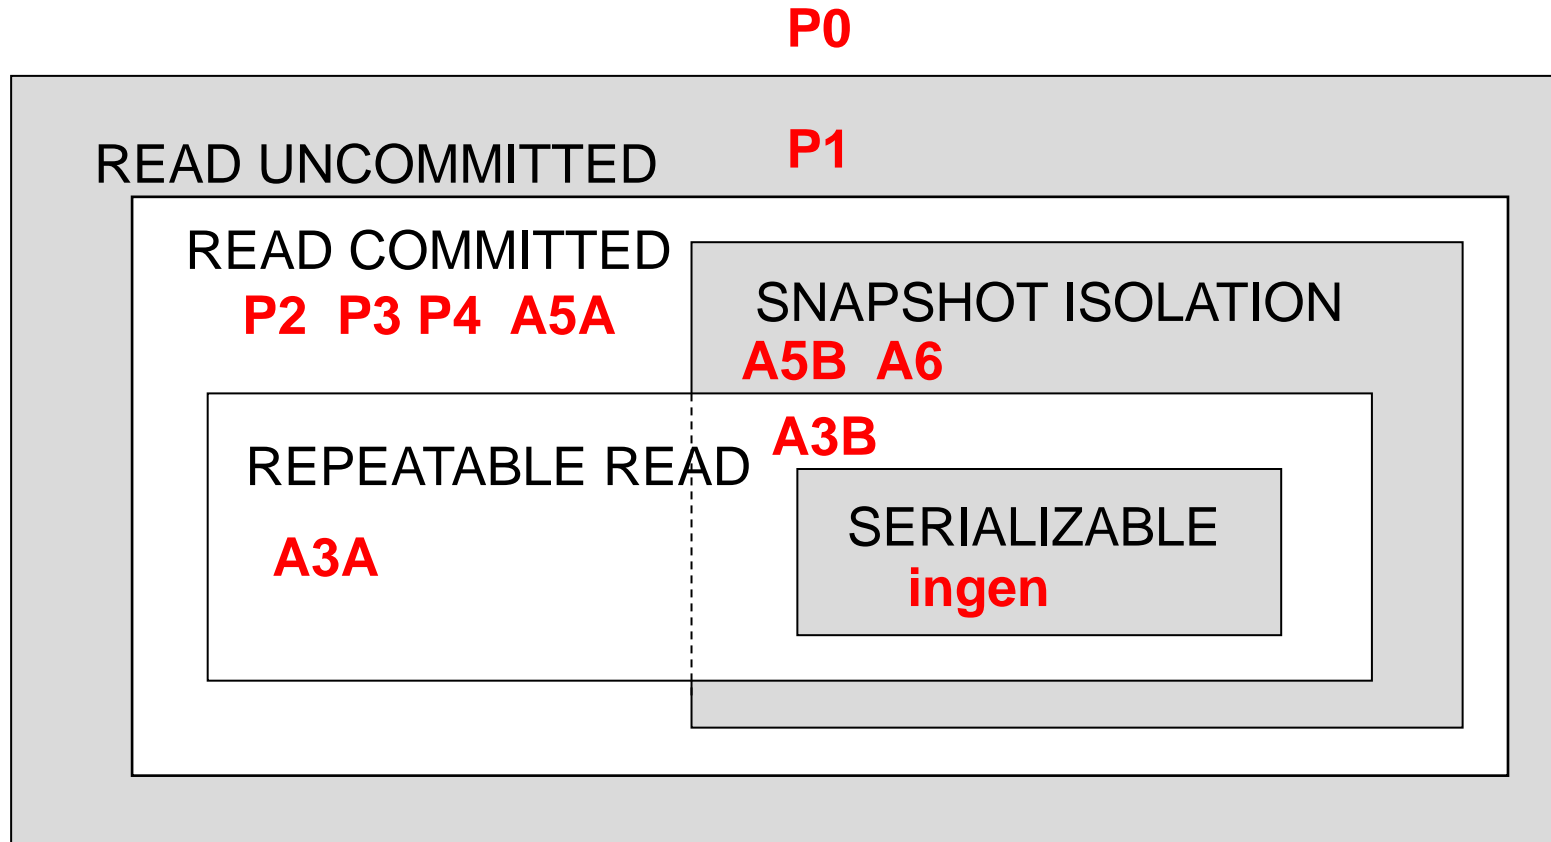 P0
P1
READ UNCOMMITTED
READ COMMITTED
P2 P3 P4 A5A
SNAPSHOT ISOLATION
A5B A6
A3B
REPEATABLE READ
A3A
SERIALIZABLE
ingen